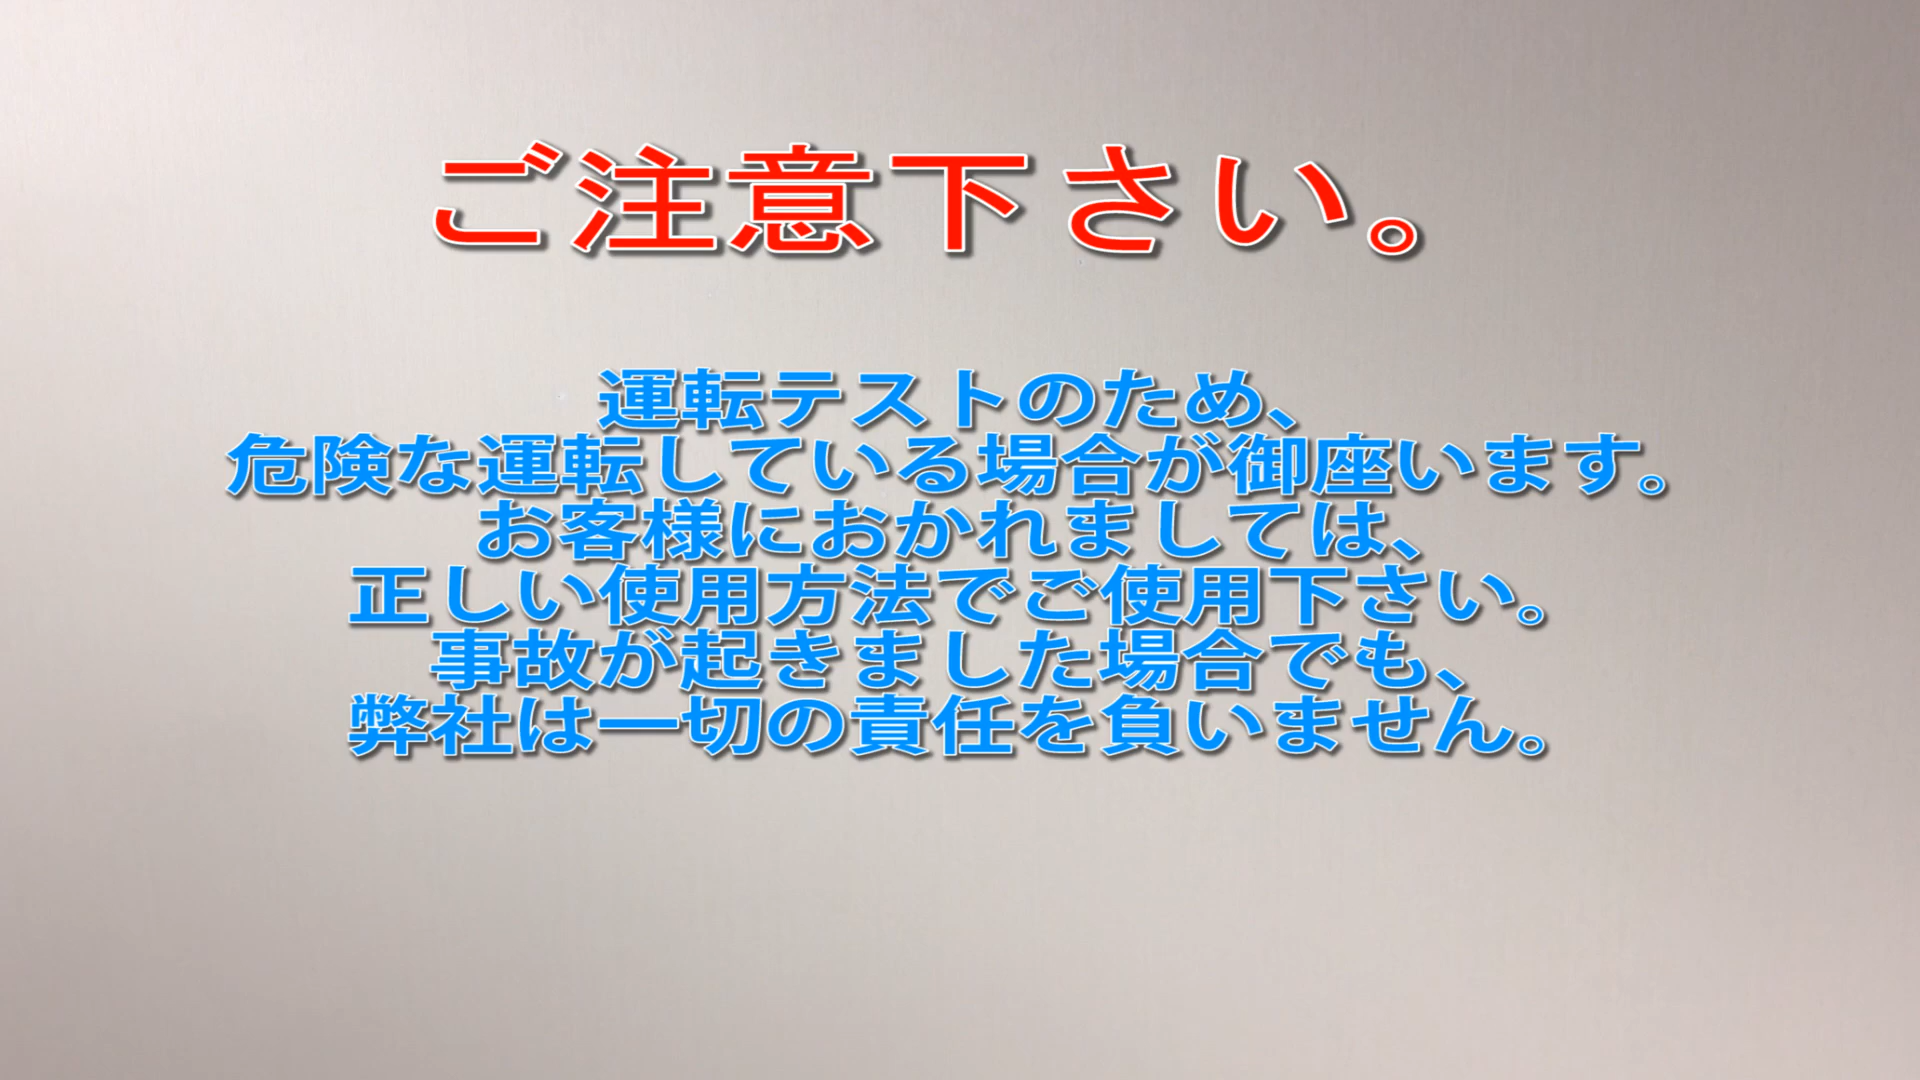 ご注意下さい。
運転テストのため、
危険な運転している場合が御座います。
お客様におかれましては、
正しい使用方法でご使用下さい。
事故が起きました場合でも、
弊社は一切の責任を負いません。